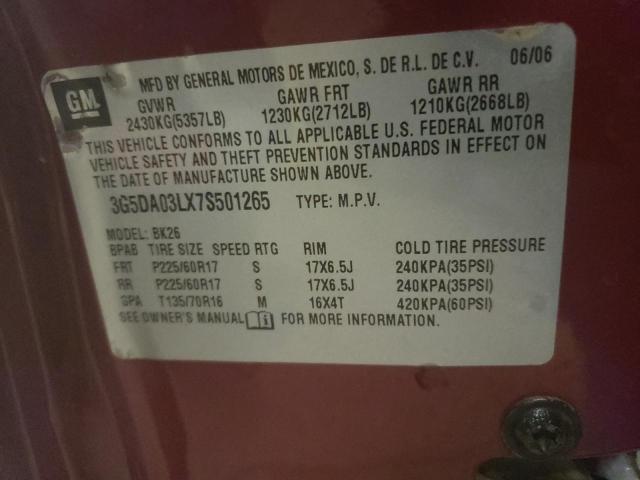 GM
MFD BY GENERAL MOTORS DE MEXICO, S. DE R.L. DE C.V. 06/06
GVWR GAWR FRT GAWR RR
2430KG(5357LB) 1230KG(2712LB) 1210KG(2668LB)
THIS VEHICLE CONFORMS TO ALL APPLICABLE U.S. FEDERAL MOTOR
VEHICLE SAFETY AND THEFT PREVENTION STANDARDS IN EFFECT ON
THE DATE OF MANUFACTURE SHOWN ABOVE.
3G5DA03LX7S501265 TYPE: M.P.V.
MODEL: BK26
BPAB TIRE SIZE SPEED RTG RIM COLD TIRE PRESSURE
FRT P225/60R17 S 17X6.5J 240KPA(35PSI)
RR P225/60R17 S 17X6.5J 240KPA(35PSI)
SPA T135/70R16 M 16X4T 420KPA(60PSI)
SEE OWNER'S MANUAL FOR MORE INFORMATION.